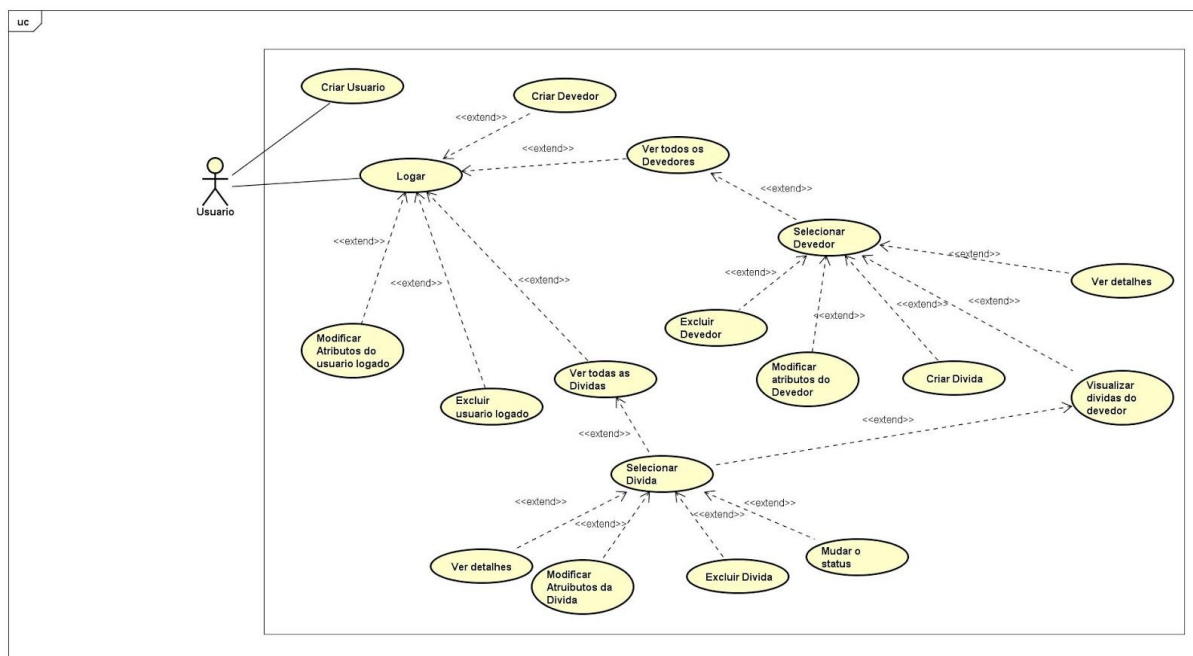 uc
Criar Usuario
Criar Devedor
<<extend>>
<<extend>>
Ver todos os
Devedores
Logar
<<extend>>
Usuario
Selecionar
Devedor
<<extend>>
<<extend>>
Ver detalhes
<<extend>>
<<extend>>
<<extend>>
<<extend>>
<<extend>>
<<extend>>
Excluir
Devedor
Modificar
Atributos do
usuario logado
Ver todas as
Dividas
Modificar
atributos do
Devedor
Criar Divida
Visualizar
dividas do
devedor
Excluir
usuario logado
<<extend>>
<<extend>>
Selecionar
Divida
<<extend>>
<<extend>>
<<extend>>
<<extend>>
Ver detalhes
Modificar
Atruibutos da
Divida
Excluir Divida
Mudar o
status